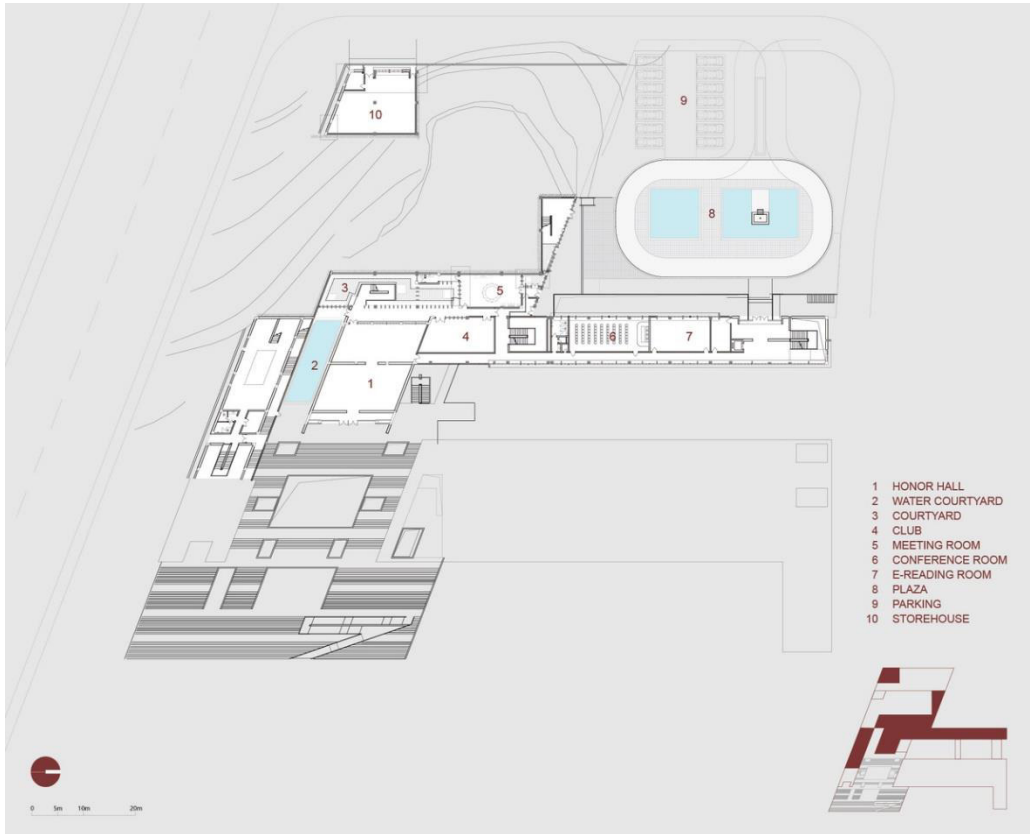 10
9
8
3
5
4
6
7
2
1
1 HONOR HALL
2 WATER COURTYARD
3 COURTYARD
4 CLUB
5 MEETING ROOM
6 CONFERENCE ROOM
7 E-READING ROOM
8 PLAZA
9 PARKING
10 STOREHOUSE
0 5m 10m 20m